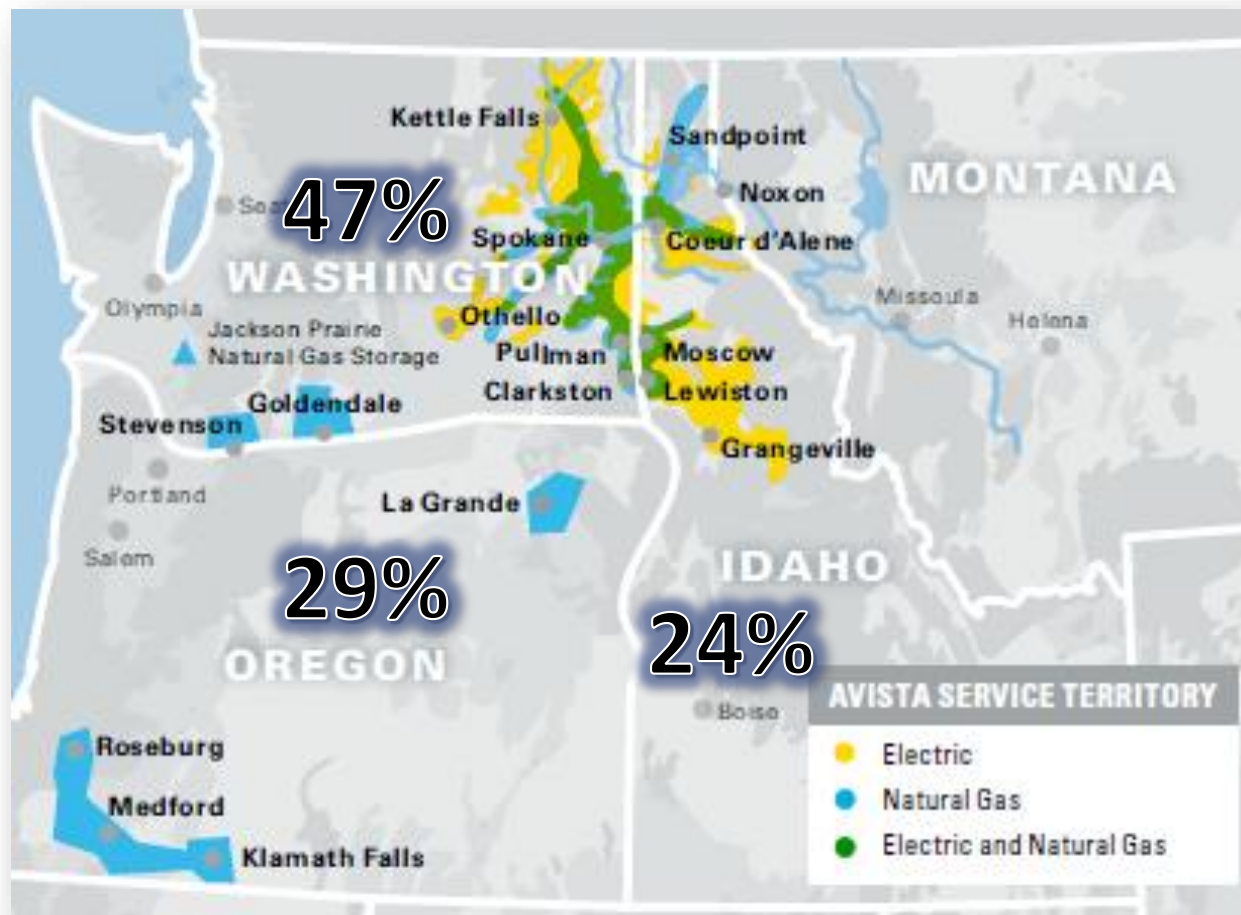 Kettle Falls
Sandpoint
MONTANA
Noxon
47%
Spokane
Coeur d'Alene
WASHINGTON
Missoula
Olympia
Othello
Helena
Jackson Prairie
Natural Gas Storage
Pullman
Moscow
Clarkston
Lewiston
Goldendale
Stevenson
Grangeville
Portland
La Grande
Salem
IDAHO
29%
24%
OREGON
AVISTA SERVICE TERRITORY
Boise
Electric
Roseburg
Natural Gas
Medford
Electric and Natural Gas
Klamath Falls